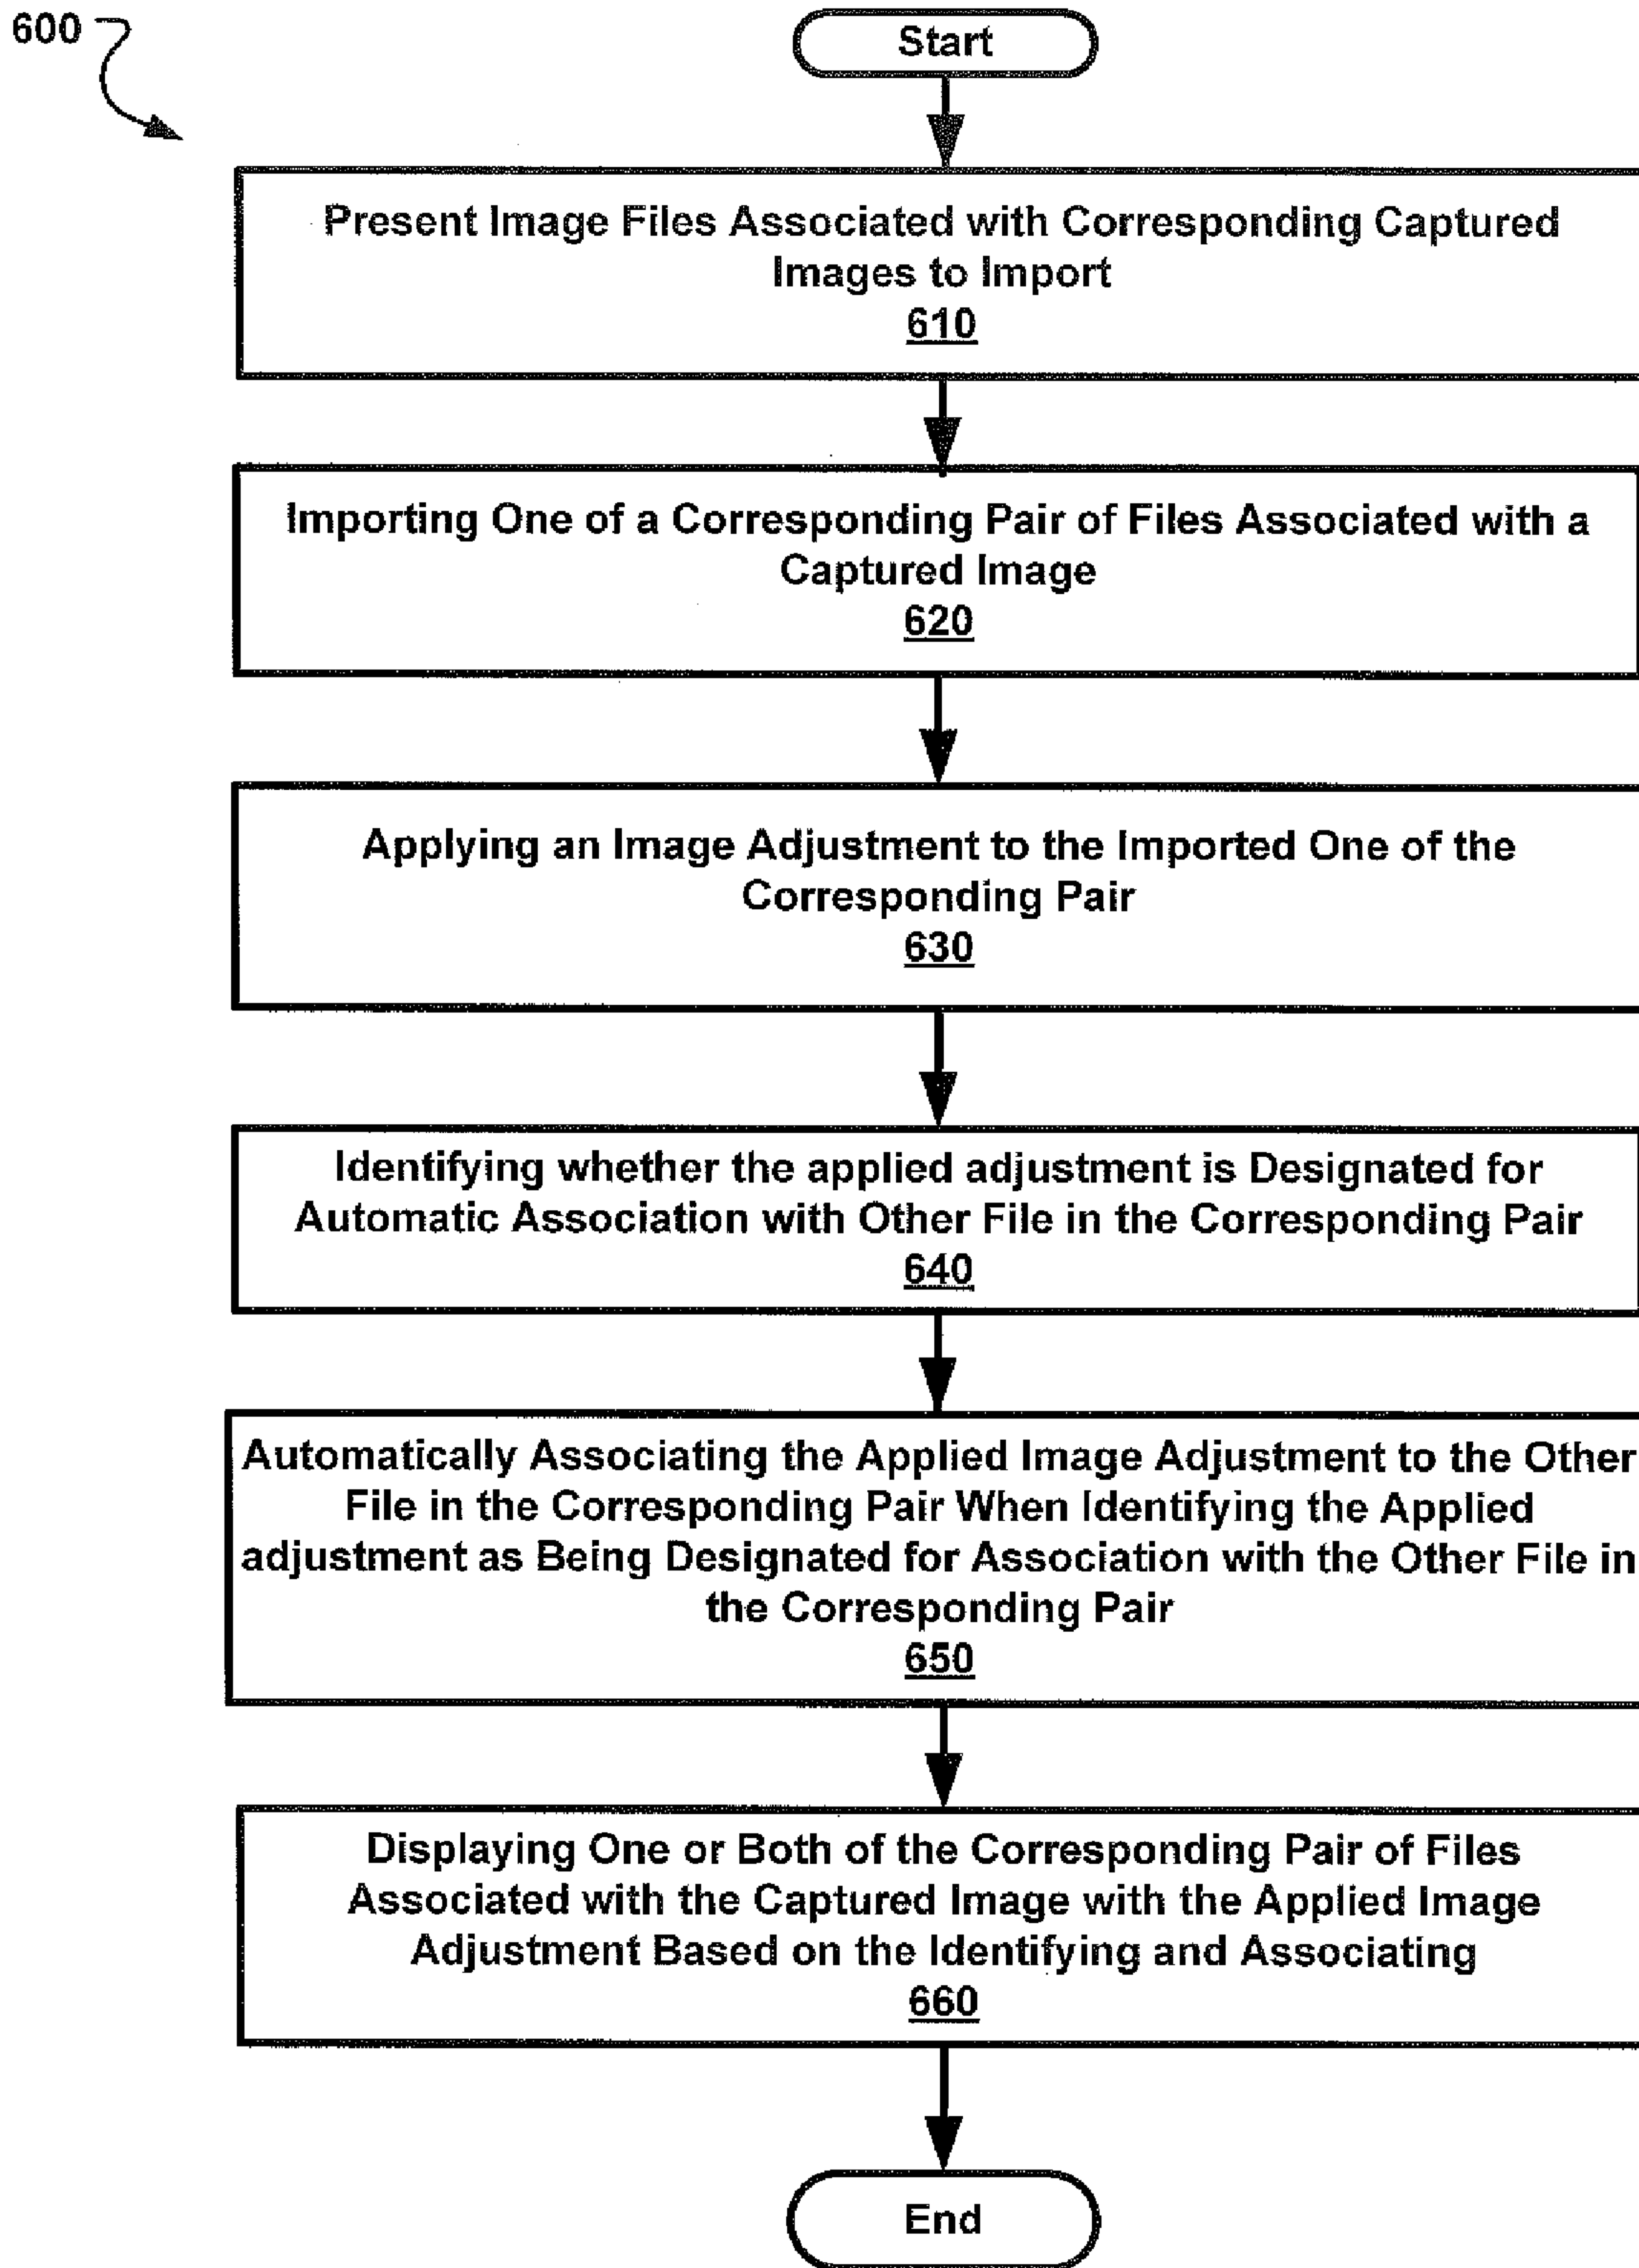 600
Start
Present Image Files Associated with Corresponding Captured
Images to Import
610
Importing One of a Corresponding Pair of Files Associated with a
Captured Image
620
Applying an Image Adjustment to the Imported One of the
Corresponding Pair
630
Identifying whether the applied adjustment is Designated for
Automatic Association with Other File in the Corresponding Pair
640
Automatically Associating the Applied Image Adjustment to the Other
File in the Corresponding Pair When Identifying the Applied
adjustment as Being Designated for Association with the Other File in
the Corresponding Pair
650
Displaying One or Both of the Corresponding Pair of Files
Associated with the Captured Image with the Applied Image
Adjustment Based on the Identifying and Associating
660
End